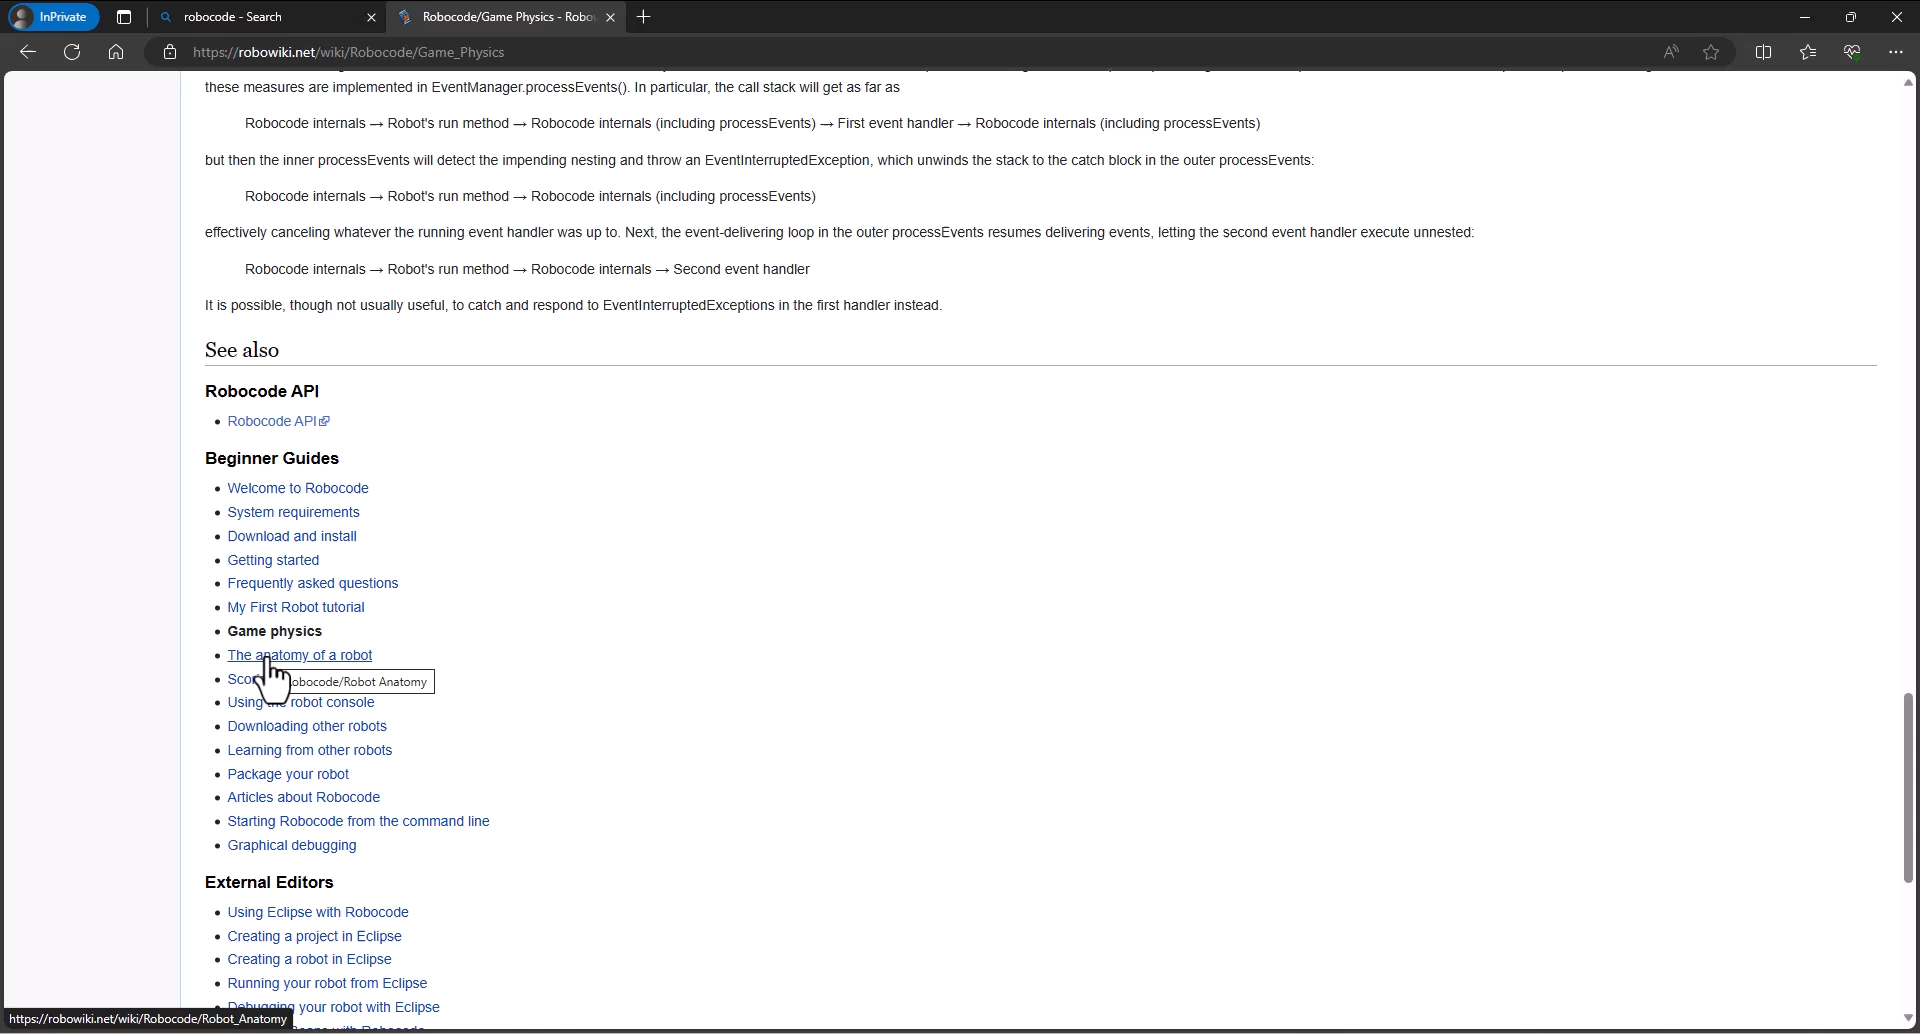 InPrivate
robocode - Search
Robocode/Game Physics - Robo
https://robowiki.net/wiki/Robocode/Game_Physics
these measures are implemented in EventManager.processEvents(). In particular, the call stack will get as far as
Robocode internals → Robot's run method → Robocode internals (including processEvents) → First event handler → Robocode internals (including processEvents)
but then the inner processEvents will detect the impending nesting and throw an EventInterruptedException, which unwinds the stack to the catch block in the outer processEvents:
Robocode internals → Robot's run method → Robocode internals (including processEvents)
effectively canceling whatever the running event handler was up to. Next, the event-delivering loop in the outer processEvents resumes delivering events, letting the second event handler execute unnested:
Robocode internals → Robot's run method → Robocode internals → Second event handler
It is possible, though not usually useful, to catch and respond to EventInterruptedExceptions in the first handler instead.
See also
Robocode API
• Robocode API
Beginner Guides
• Welcome to Robocode
• System requirements
• Download and install
• Getting started
• Frequently asked questions
• My First Robot tutorial
• Game physics
• The anatomy of a robot
obocode/Robot Anatomy
• Using robot console
• Downloading other robots
• Learning from other robots
• Package your robot
• Articles about Robocode
• Starting Robocode from the command line
• Graphical debugging
External Editors
• Using Eclipse with Robocode
• Creating a project in Eclipse
• Creating a robot in Eclipse
• Running your robot from Eclipse
• Debugging your robot with Eclipse
https://robowiki.net/wiki/Robocode/Robot_Anatomy